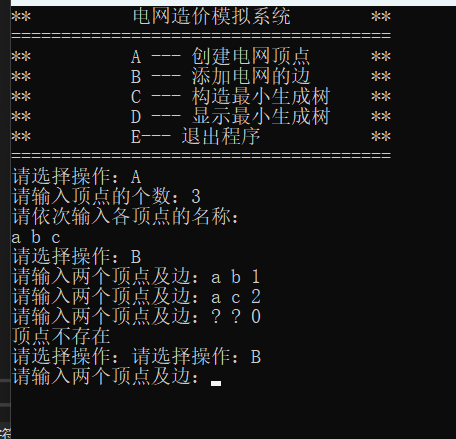 **          电网造价模拟系统        **
======================================
**          A --- 创建电网顶点      **
**          B --- 添加电网的边      **
**          C --- 构造最小生成树    **
**          D --- 显示最小生成树    **
**          E--- 退出程序           **
======================================
请选择操作：A
请输入顶点的个数：3
请依次输入各顶点的名称：
a b c
请选择操作：B
请输入两个顶点及边：a b 1
请输入两个顶点及边：a c 2
请输入两个顶点及边：? ? 0
顶点不存在
请选择操作：请选择操作：B
请输入两个顶点及边：